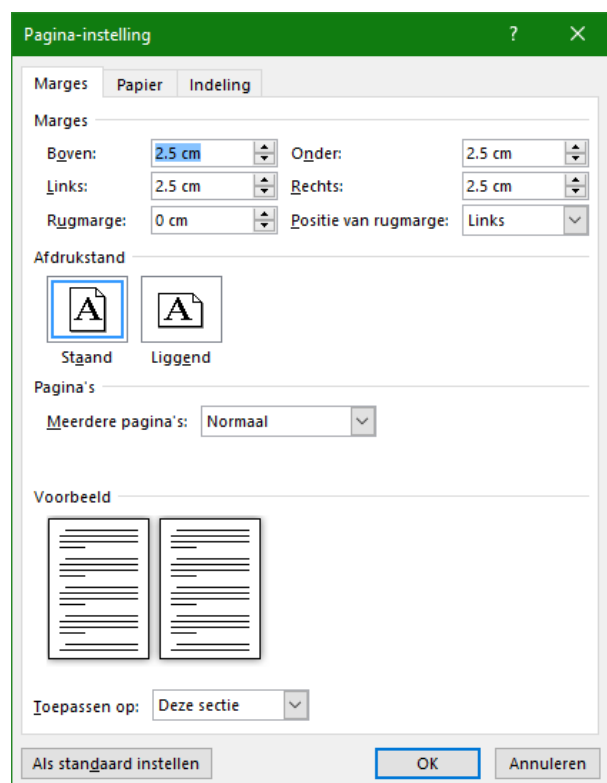 Pagina-instelling ?
Marges Papier Indeling
Marges
Boven: 2.5 cm Onder: 2.5 cm
Links: 2.5 cm Rechts: 2.5 cm
Rugmarge: 0 cm Positie van rugmarge: Links
Afdrukstand
A A
Staand Liggend
Pagina's
Meerdere pagina's: Normaal
Voorbeeld
Toepassen op: Deze sectie
Als standaard instellen OK Annuleren